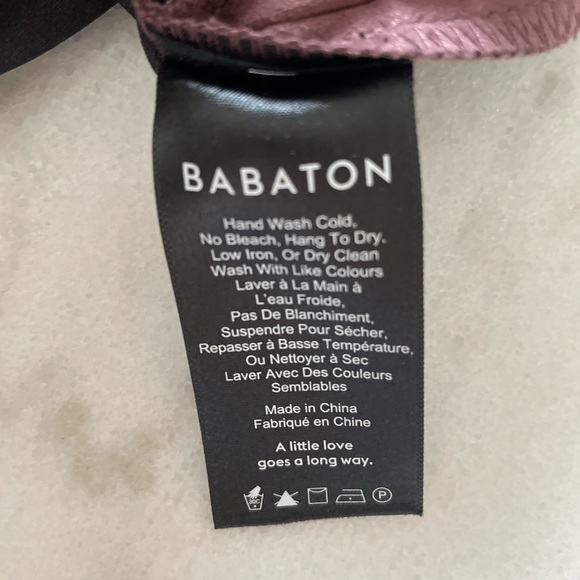 BABATON
Hand Wash Cold,
No Bleach, Hang To Dry.
Low Iron, Or Dry Clean
Wash With Like Colours
Laver à La Main à
L'eau Froide,
Pas De Blanchiment,
Suspendre Pour Sécher,
Repasser à Basse Température,
Ou Nettoyer à Sec
Laver Avec Des Couleurs
Semblables
Made in China
Fabriqué en Chine
A little love
goes a long way.
30C P